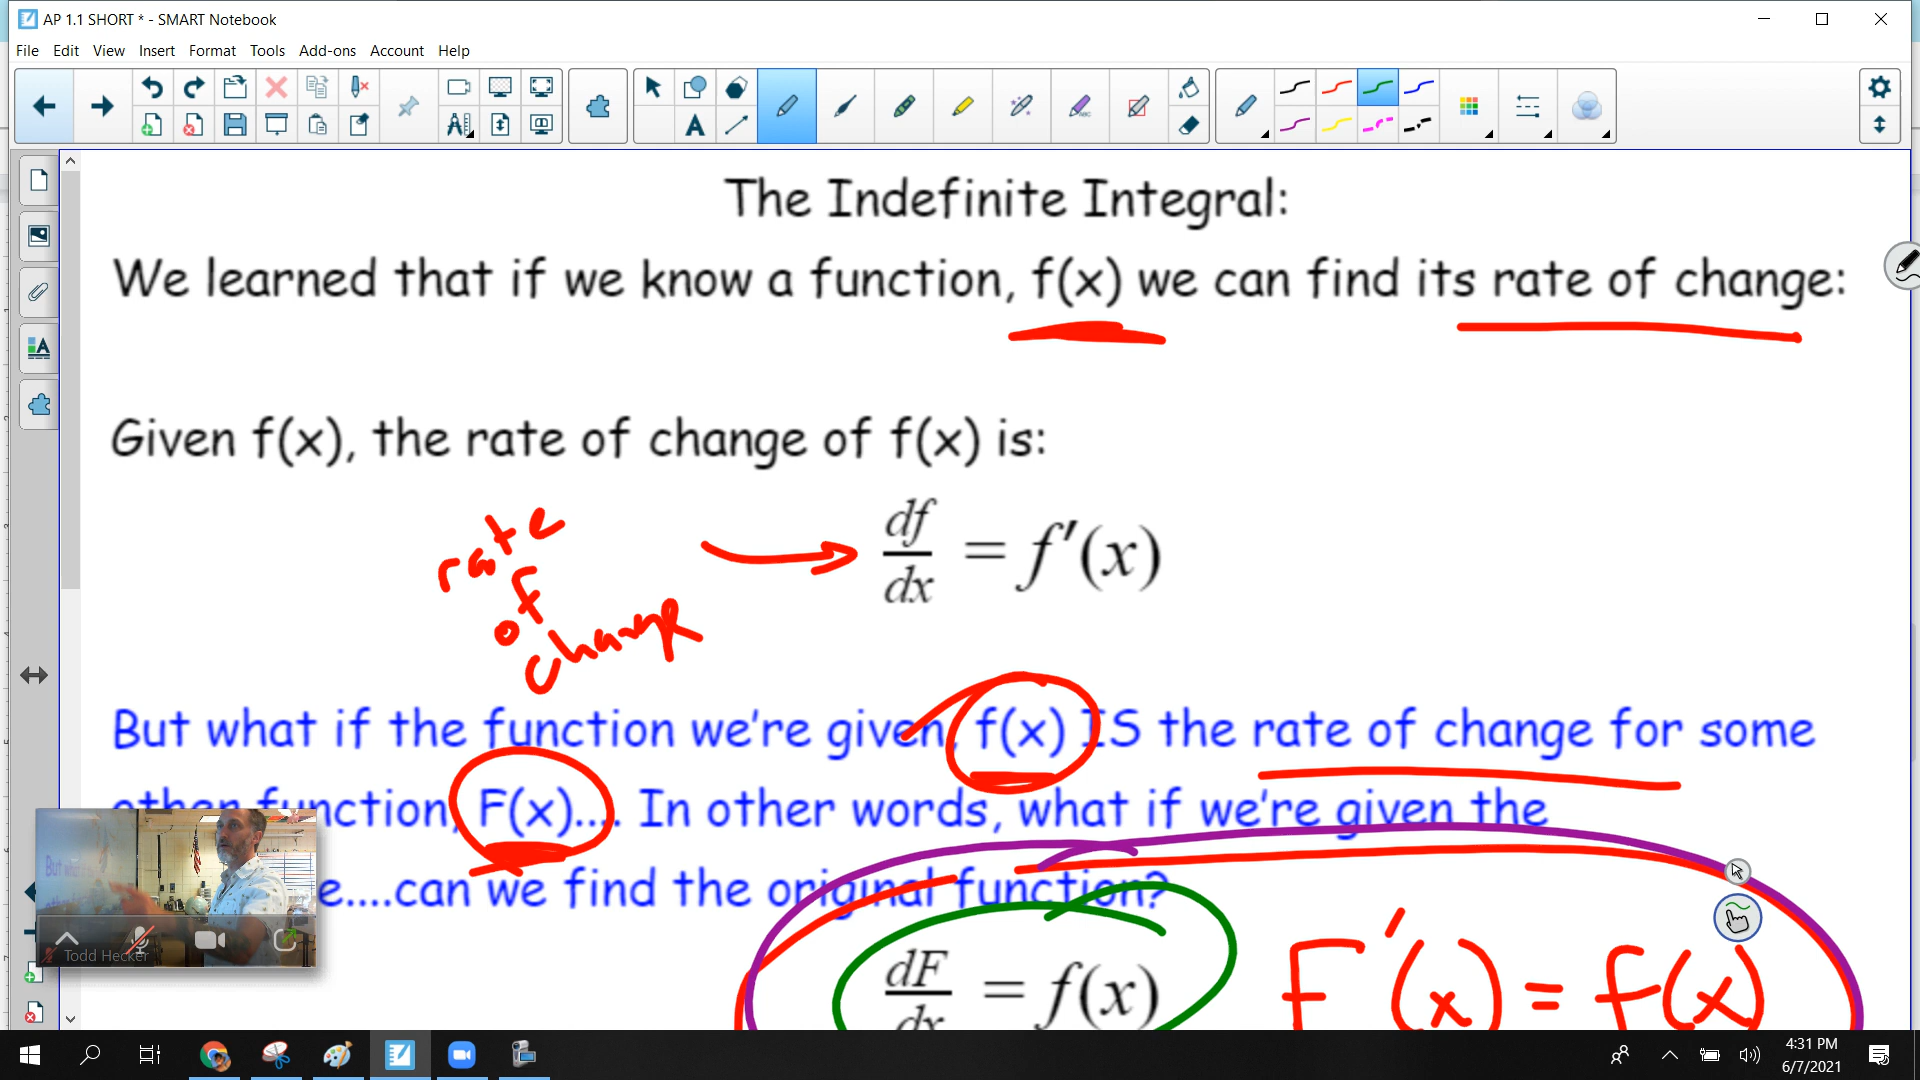 AP 1.1 SHORT * - SMART Notebook
File Edit View Insert Format Tools Add-ons Account Help
The Indefinite Integral:
We learned that if we know a function, f(x) we can find its rate of change:
Given f(x), the rate of change of f(x) is:
rate
of
change
df/dx = f'(x)
But what if the function we're given, f(x) IS the rate of change for some
other function, F(x).... In other words, what if we're given the
e....can we find the original function?
dF/dx = f(x)
F'(x) = f(x)
Todd Hecker
4:31 PM
6/7/2021